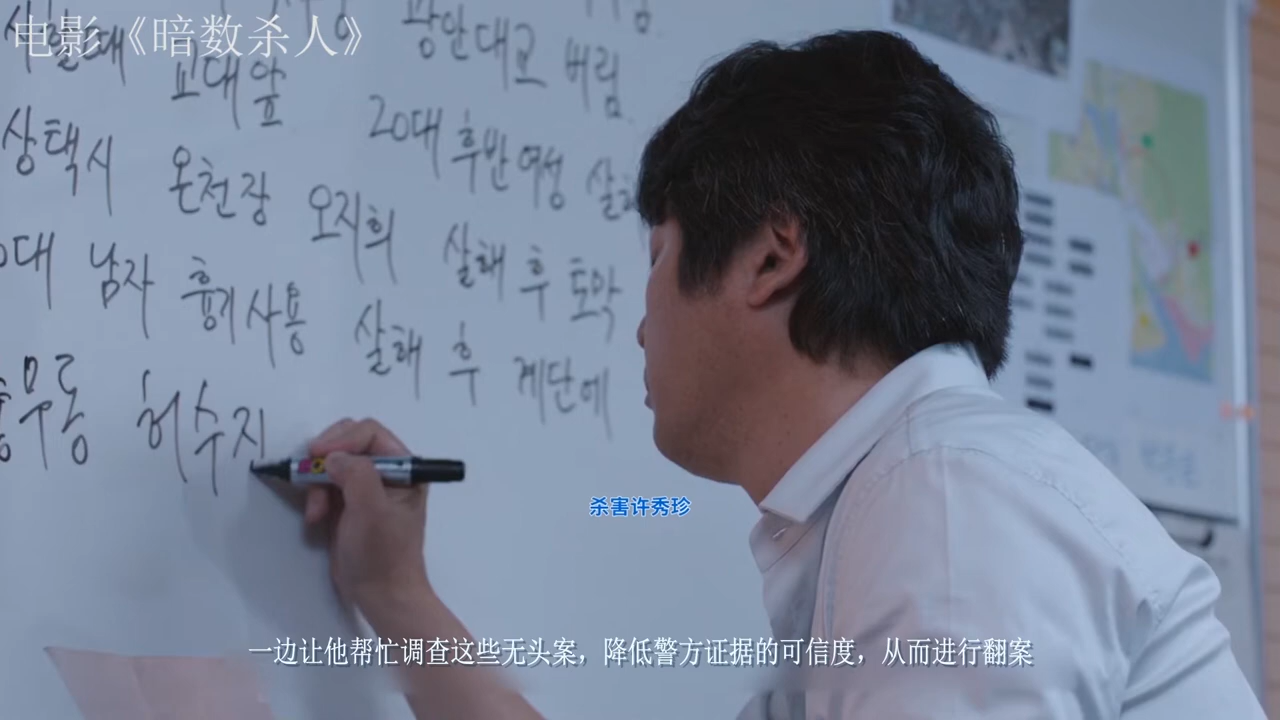 电影《暗数杀人》
광안대교 버림.
교대앞
20대 후반 여성 살해
상택시 온천장 오지희 살해 후 토막
0대 남자 흉기사용 살해 후 계단에
무동 허수진
杀害许秀珍
一边让他帮忙调查这些无头案，降低警方证据的可信度，从而进行翻案